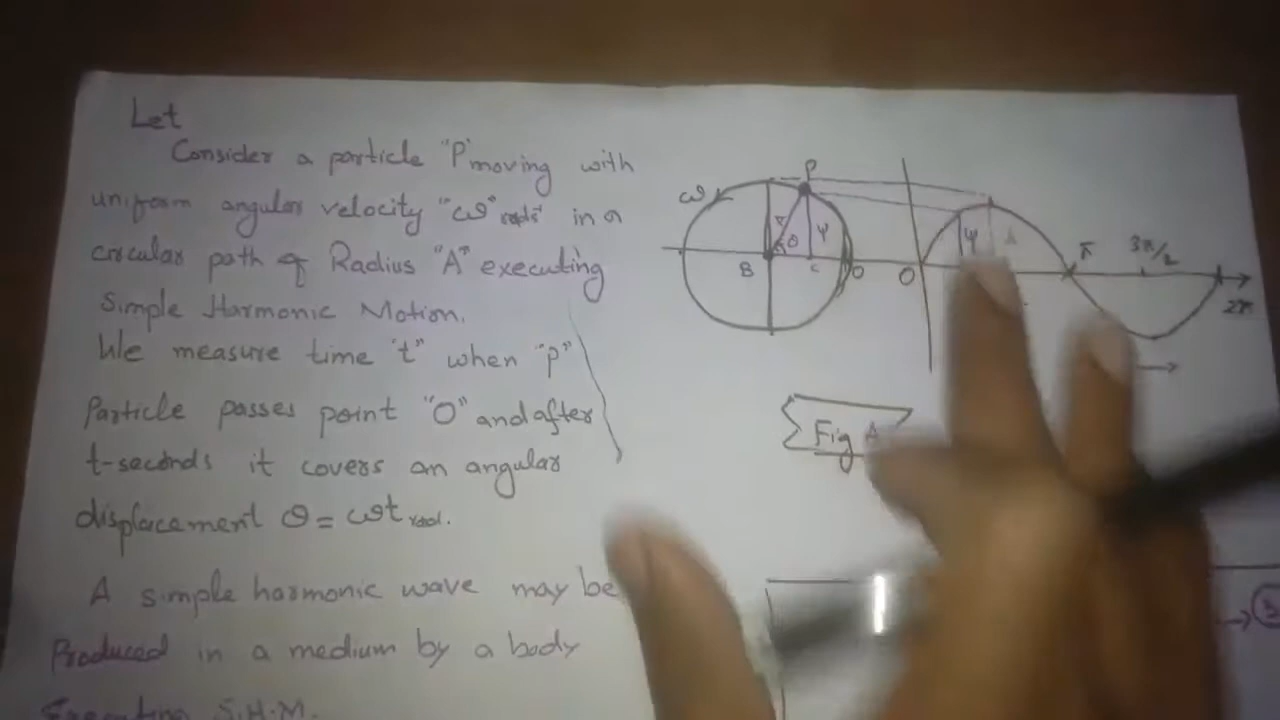 Let
Consider a particle "P" moving with
uniform angular velocity "ω" rad/s in a
circular path of Radius "A" executing
Simple Harmonic Motion.
We measure time "t" when "p"
Particle passes point "O" and after
t-seconds it covers an angular
displacement θ = ωt rad.
A simple harmonic wave may be
Produced in a medium by a body
Executing S.H.M.
P
ω
θ
Y
B
C
O
O
Y
A
π
3π/2
2π
Fig A
3